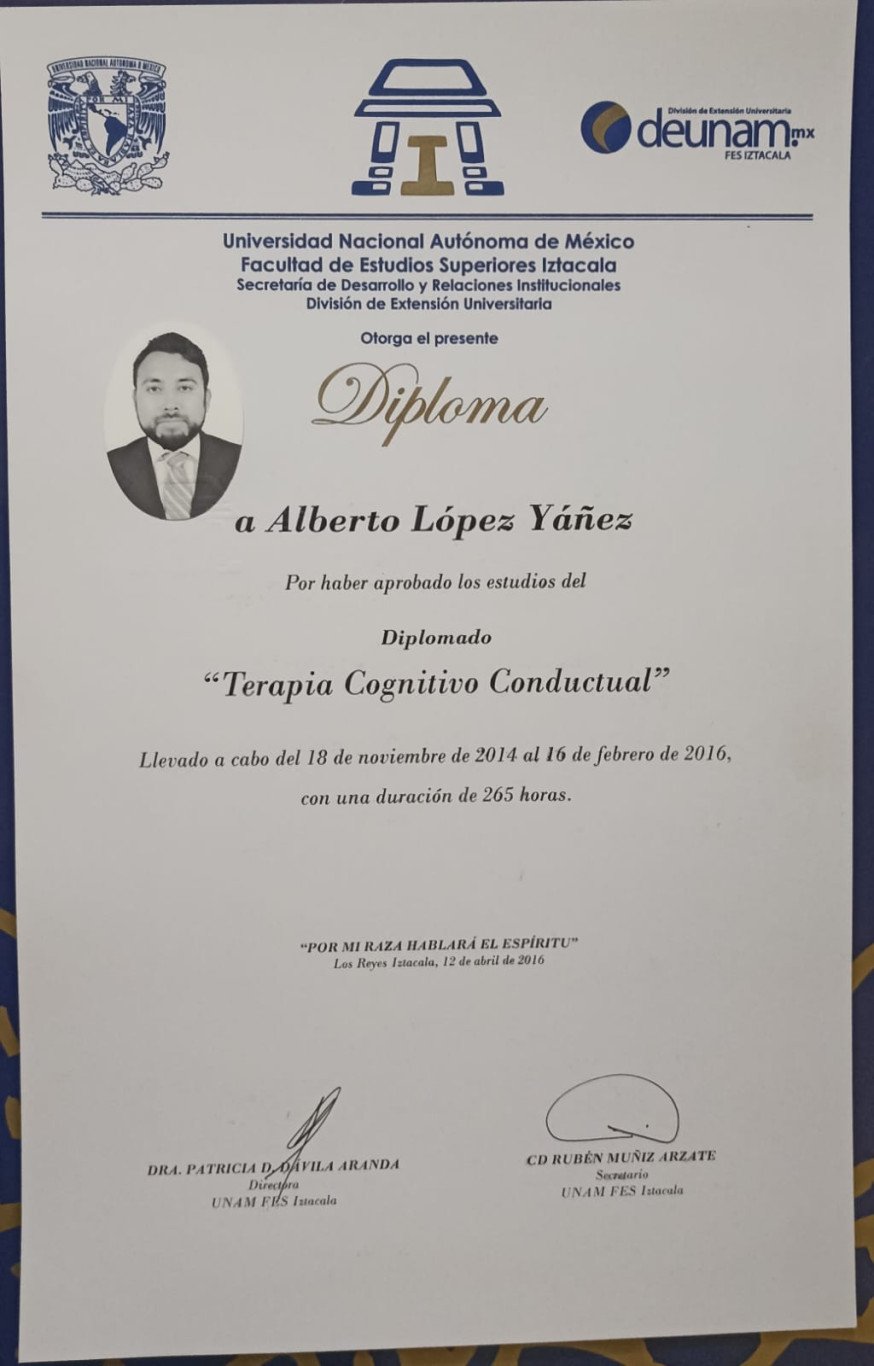 UNIVERSIDAD NACIONAL AUTONOMA D MEXICO
División de Extensión Universitaria
deunam.mx
FES IZTACALA
Universidad Nacional Autónoma de México
Facultad de Estudios Superiores Iztacala
Secretaría de Desarrollo y Relaciones Institucionales
División de Extensión Universitaria
Otorga el presente
Diploma
a Alberto López Yáñez
Por haber aprobado los estudios del
Diplomado
“Terapia Cognitivo Conductual”
Llevado a cabo del 18 de noviembre de 2014 al 16 de febrero de 2016,
con una duración de 265 horas.
“POR MI RAZA HABLARÁ EL ESPÍRITU”
Los Reyes Iztacala, 12 de abril de 2016
DRA. PATRICIA D. DÁVILA ARANDA
Directora
UNAM FES Iztacala
CD RUBÉN MUÑIZ ARZATE
Secretario
UNAM FES Iztacala